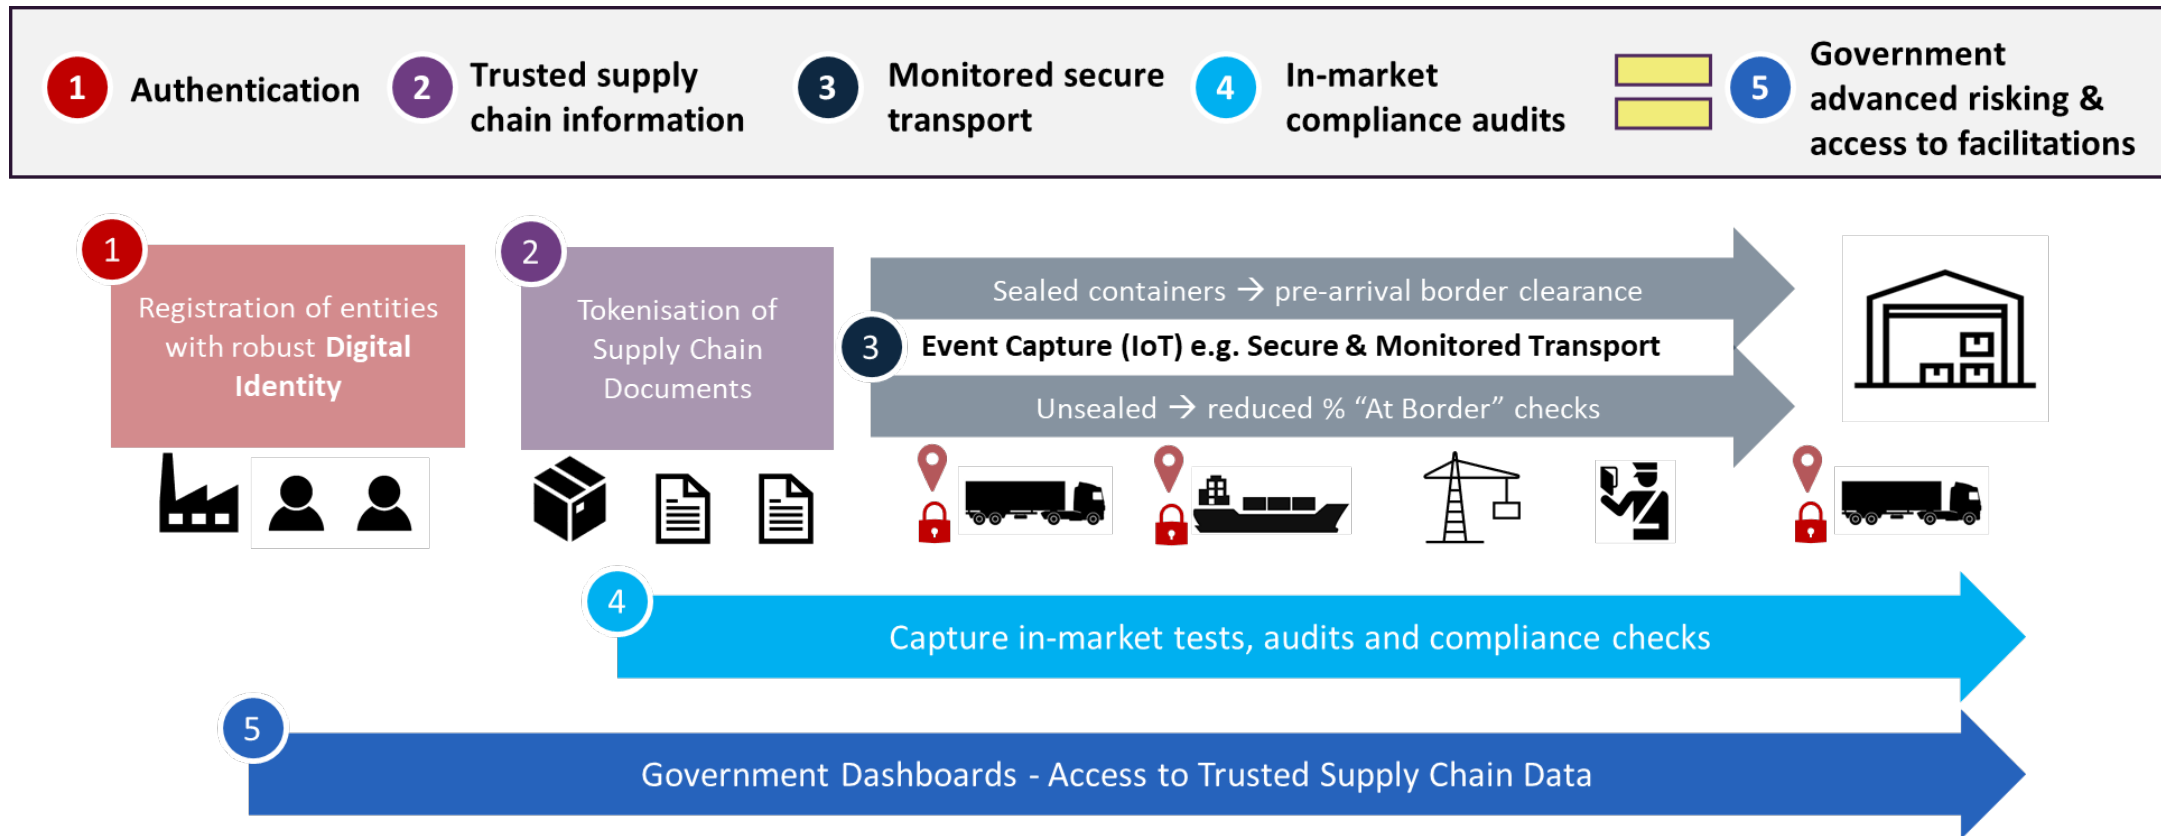 1
Authentication
2
Trusted supply
chain information
3
Monitored secure
transport
4
In-market
compliance audits
5
Government
advanced risking &
access to facilitations
1
Registration of entities
with robust Digital
Identity
2
Tokenisation of
Supply Chain
Documents
Sealed containers → pre-arrival border clearance
3
Event Capture (IoT) e.g. Secure & Monitored Transport
Unsealed → reduced % “At Border” checks
4
Capture in-market tests, audits and compliance checks
5
Government Dashboards - Access to Trusted Supply Chain Data